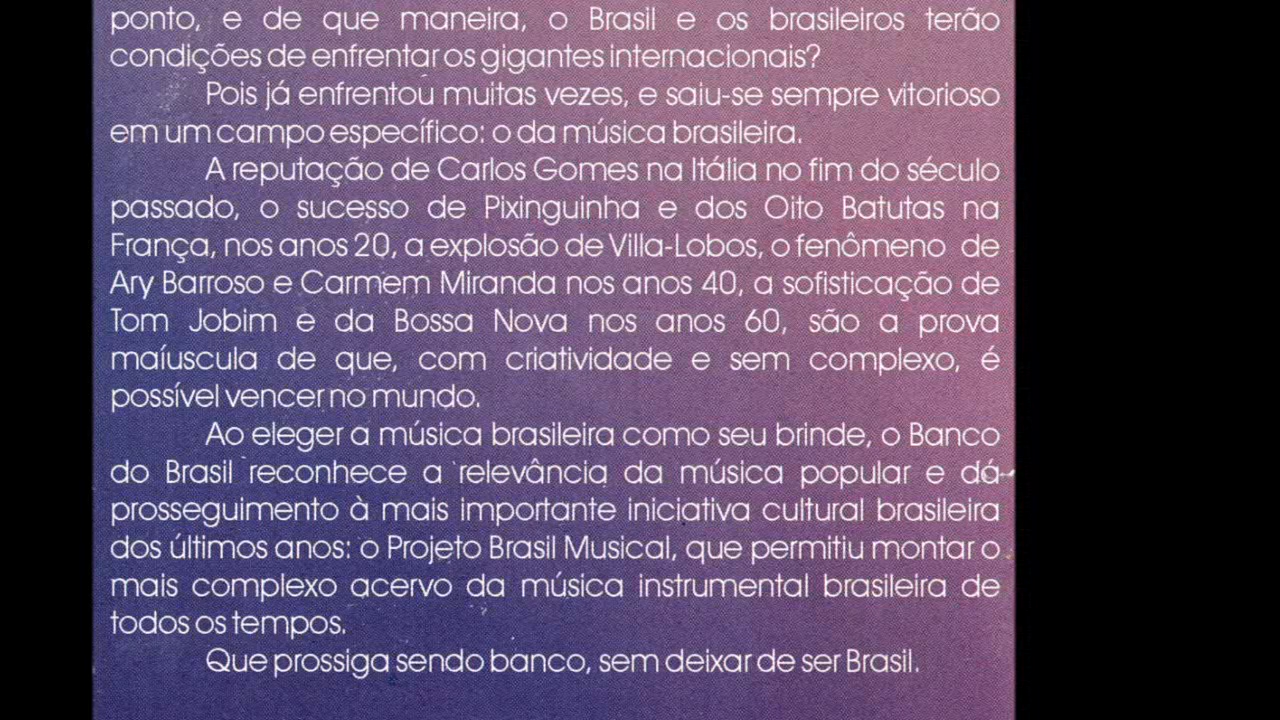 ponto, e de que maneira, o Brasil e os brasileiros terão
condições de enfrentar os gigantes internacionais?
Pois já enfrentou muitas vezes, e saiu-se sempre vitorioso
em um campo específico: o da música brasileira.
A reputação de Carlos Gomes na Itália no fim do século
passado, o sucesso de Pixinguinha e dos Oito Batutas na
França, nos anos 20, a explosão de Villa-Lobos, o fenômeno de
Ary Barroso e Carmem Miranda nos anos 40, a sofisticação de
Tom Jobim e da Bossa Nova nos anos 60, são a prova
maíuscula de que, com criatividade e sem complexo, é
possível vencer no mundo.
Ao eleger a música brasileira como seu brinde, o Banco
do Brasil reconhece a relevância da música popular e dá
prosseguimento à mais importante iniciativa cultural brasileira
dos últimos anos: o Projeto Brasil Musical, que permitiu montar o
mais complexo acervo da música instrumental brasileira de
todos os tempos.
Que prossiga sendo banco, sem deixar de ser Brasil.